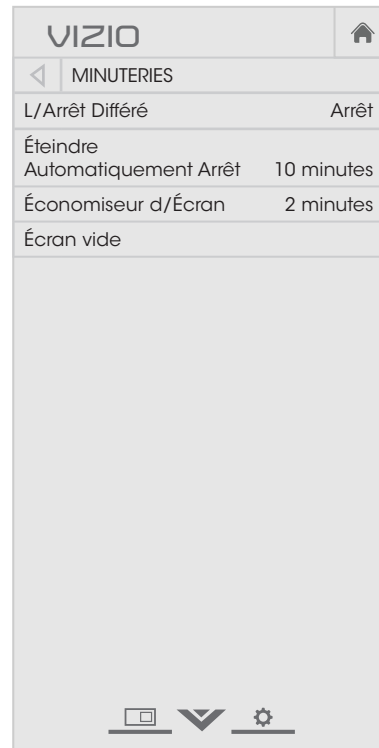 VIZIO
MINUTERIES
L/Arrêt Différé Arrêt
Éteindre
Automatiquement Arrêt 10 minutes
Économiseur d/Écran 2 minutes
Écran vide